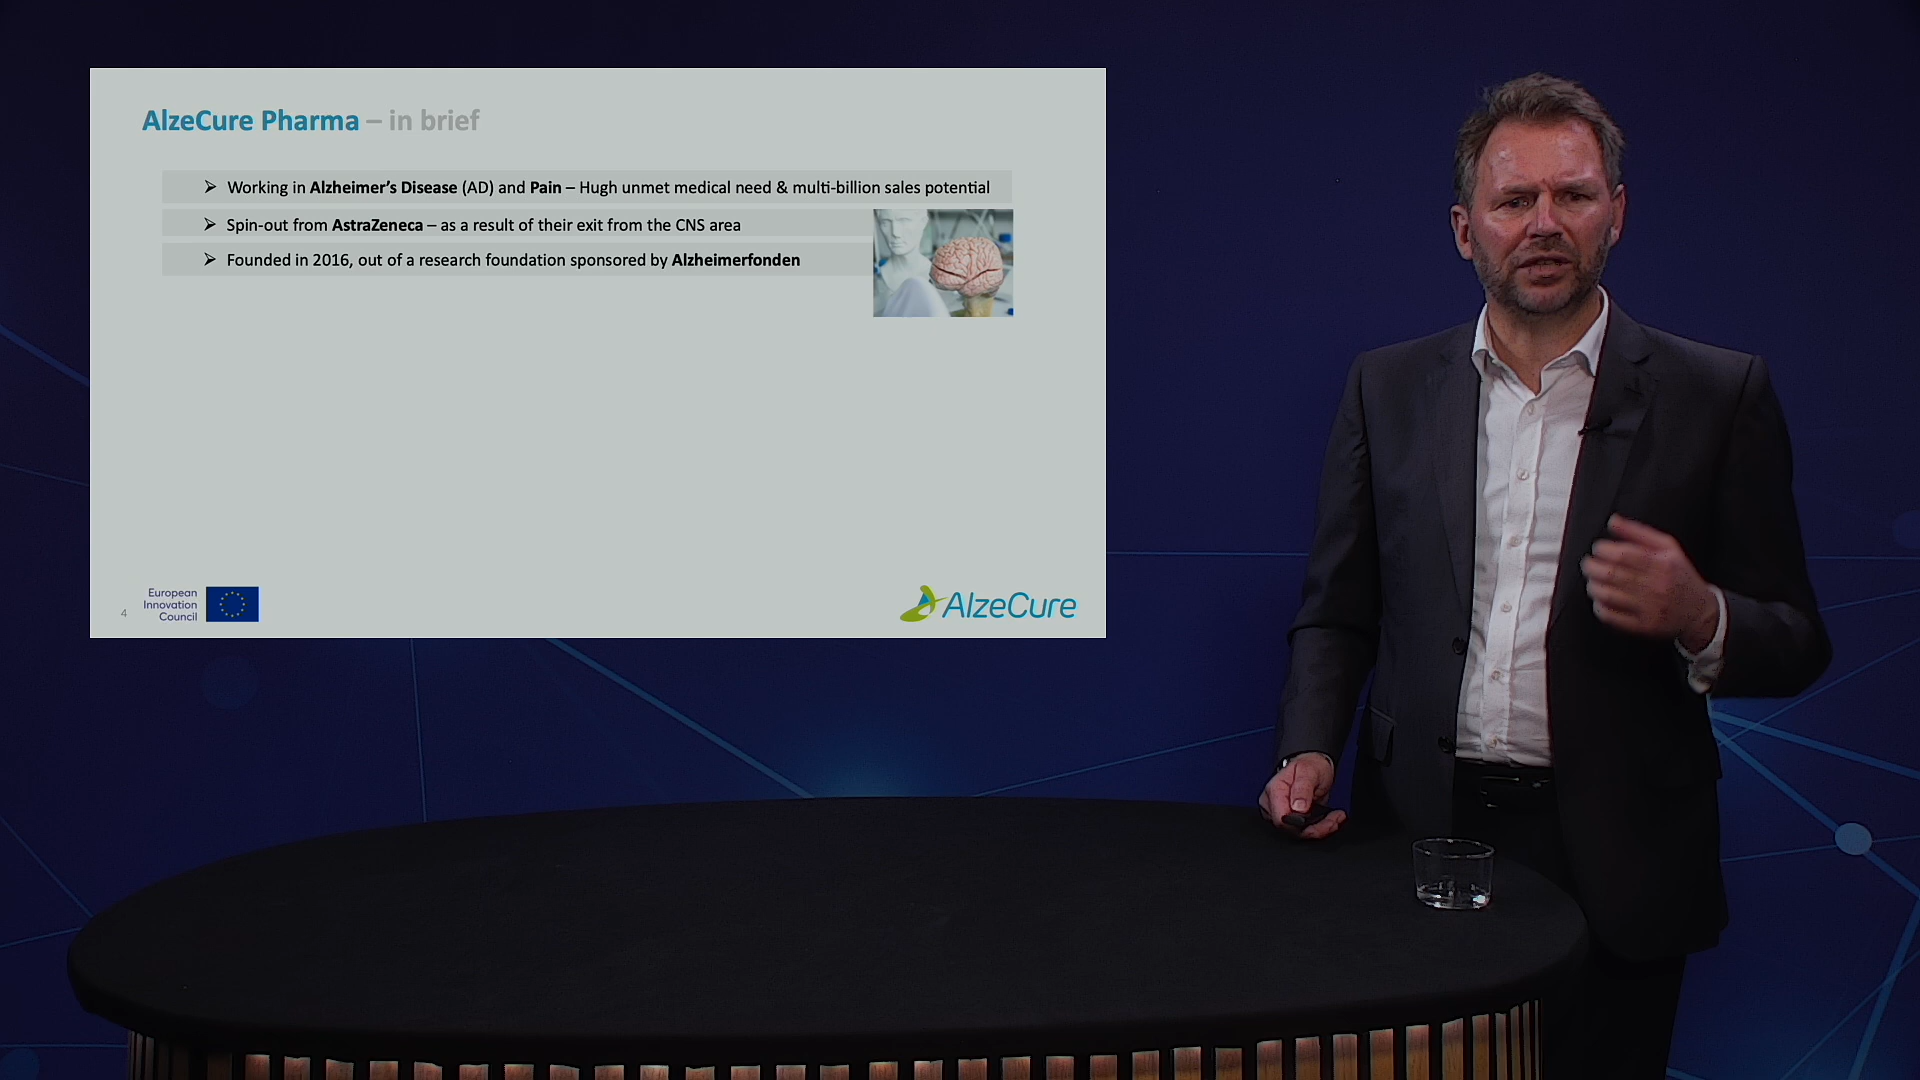 AlzeCure Pharma – in brief
➢ Working in Alzheimer's Disease (AD) and Pain – Hugh unmet medical need & multi-billion sales potential
➢ Spin-out from AstraZeneca – as a result of their exit from the CNS area
➢ Founded in 2016, out of a research foundation sponsored by Alzheimerfonden
4
European
Innovation
Council
AlzeCure